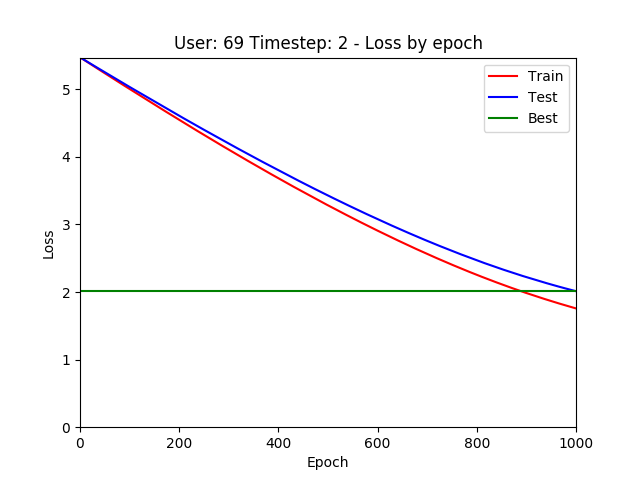 User: 69 Timestep: 2 - Loss by epoch
Train
Test
Best
5
4
3
2
1
0
Loss
0 200 400 600 800 1000
Epoch